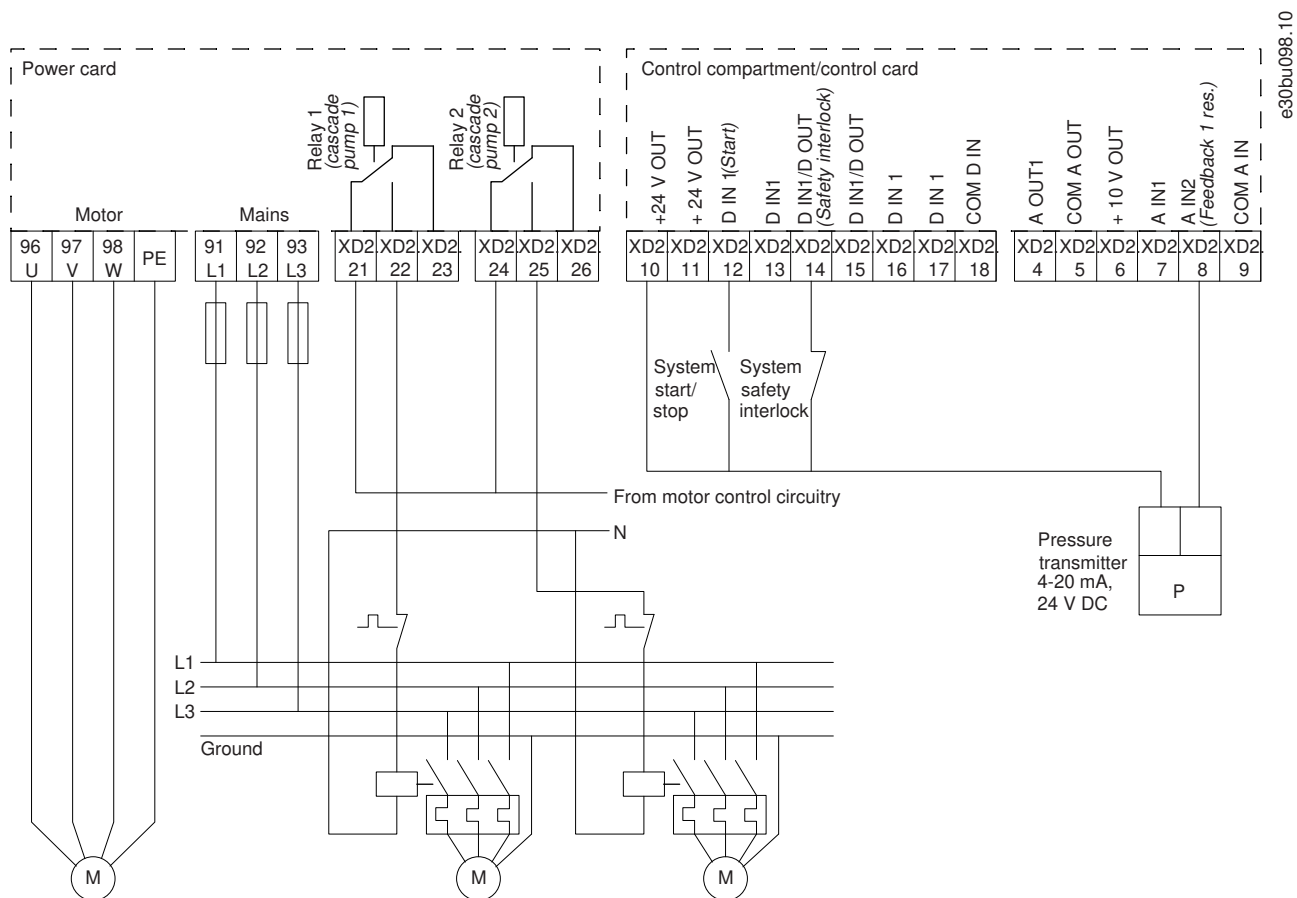 e30bu098.10
Power card
Relay 1
(cascade
pump 1)
Relay 2
(cascade
pump 2)
Motor
Mains
96
U
97
V
98
W
PE
91
L1
92
L2
93
L3
XD2.
21
XD2.
22
XD2.
23
XD2.
24
XD2.
25
XD2.
26
Control compartment/control card
+24 V OUT
+ 24 V OUT
D IN 1(Start)
D IN1
D IN1/D OUT
(Safety interlock)
D IN1/D OUT
D IN 1
D IN 1
COM D IN
A OUT1
COM A OUT
+ 10 V OUT
A IN1
A IN2
(Feedback 1 res.)
COM A IN
XD2.
10
XD2.
11
XD2.
12
XD2.
13
XD2.
14
XD2.
15
XD2.
16
XD2.
17
XD2.
18
XD2.
4
XD2.
5
XD2.
6
XD2.
7
XD2.
8
XD2.
9
System
start/
stop
System
safety
interlock
From motor control circuitry
N
Pressure
transmitter
4-20 mA,
24 V DC
P
L1
L2
L3
Ground
M
M
M